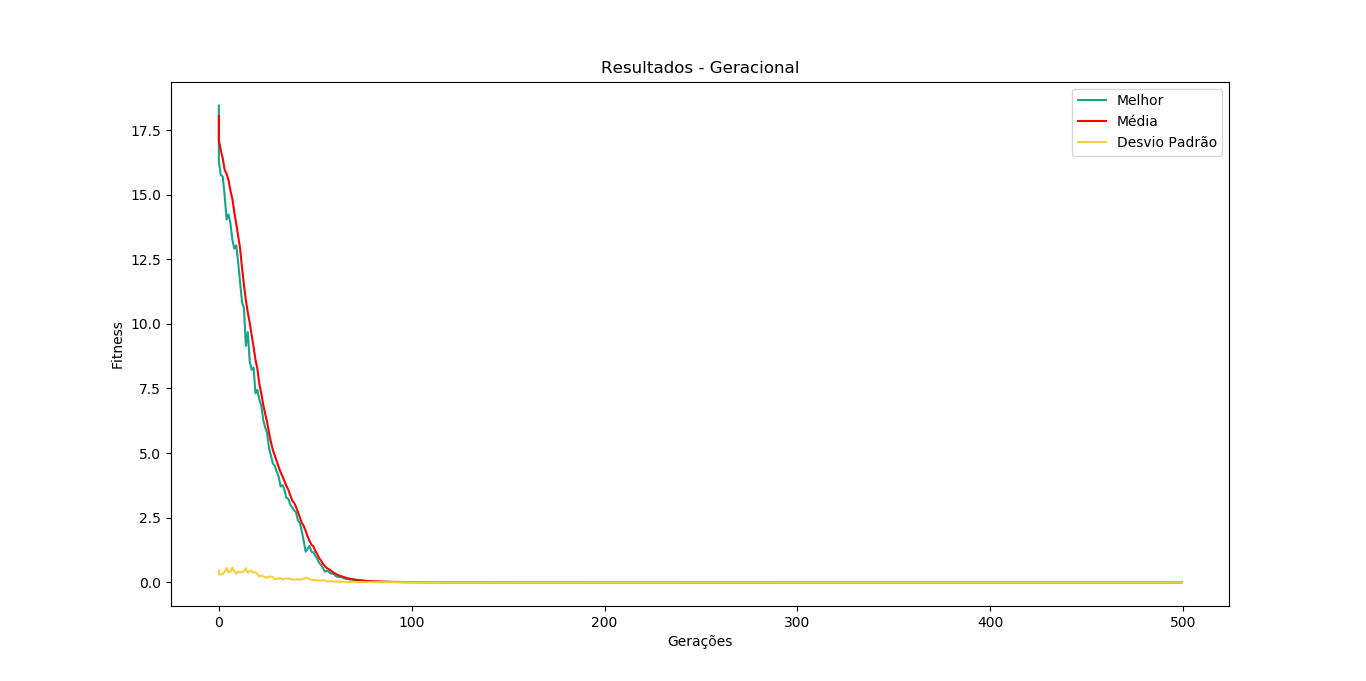 Resultados - Geracional
Melhor
Média
Desvio Padrão
17.5
15.0
12.5
10.0
7.5
5.0
2.5
0.0
Fitness
0 100 200 300 400 500
Gerações